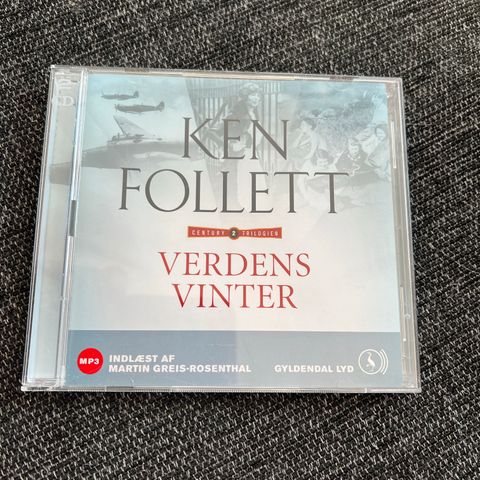 KEN
FOLLETT
CENTURY 2 TRILOGIEN
VERDENS
VINTER
MP3
INDLÆST AF
MARTIN GREIS-ROSENTHAL
GYLDENDAL LYD